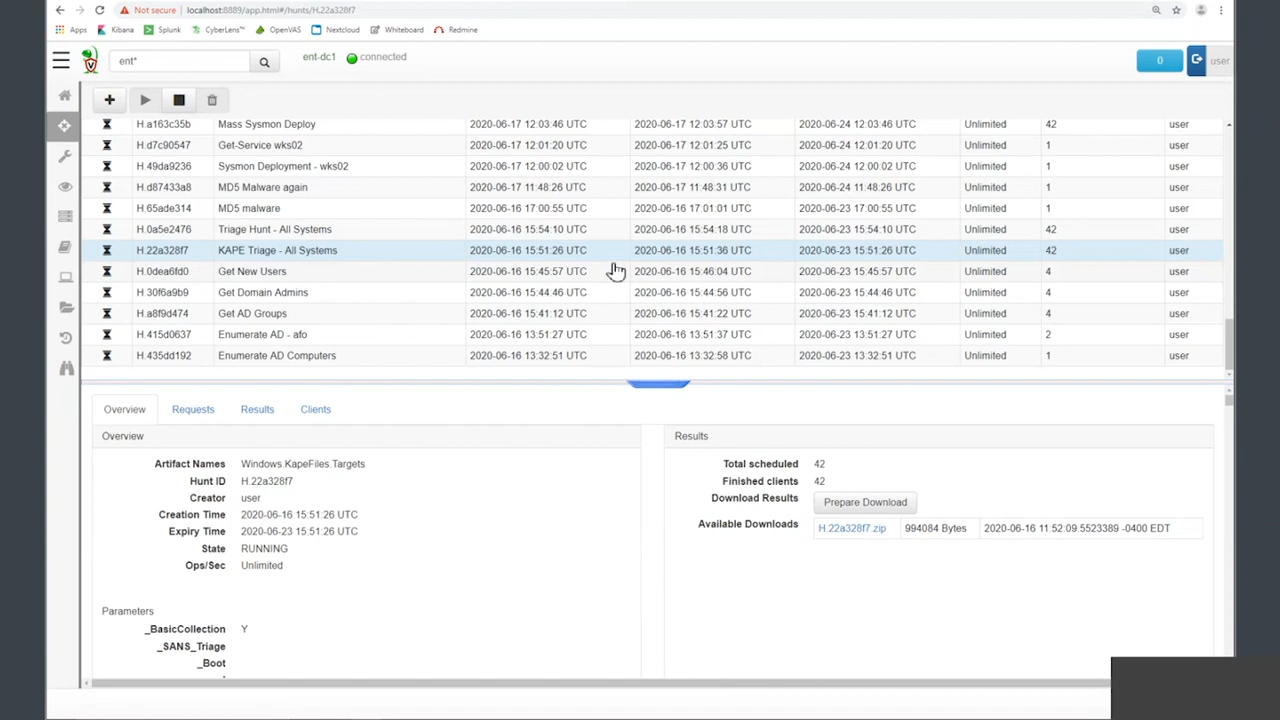 Not secure | localhost:8889/app.html#/hunts/H.22a328f7
Apps Kibana Splunk CyberLens™ OpenVAS Nextcloud Whiteboard Redmine
ent* ent-dc1 connected 0 user
H.a163c35b Mass Sysmon Deploy 2020-06-17 12:03:46 UTC 2020-06-17 12:03:57 UTC 2020-06-24 12:03:46 UTC Unlimited 42 user
H.d7c90547 Get-Service wks02 2020-06-17 12:01:20 UTC 2020-06-17 12:01:25 UTC 2020-06-24 12:01:20 UTC Unlimited 1 user
H.49da9236 Sysmon Deployment - wks02 2020-06-17 12:00:02 UTC 2020-06-17 12:00:36 UTC 2020-06-24 12:00:02 UTC Unlimited 1 user
H.d87433a8 MD5 Malware again 2020-06-17 11:48:26 UTC 2020-06-17 11:48:31 UTC 2020-06-24 11:48:26 UTC Unlimited 1 user
H.65ade314 MD5 malware 2020-06-16 17:00:55 UTC 2020-06-16 17:01:01 UTC 2020-06-23 17:00:55 UTC Unlimited 1 user
H.0a5e2476 Triage Hunt - All Systems 2020-06-16 15:54:10 UTC 2020-06-16 15:54:18 UTC 2020-06-23 15:54:10 UTC Unlimited 42 user
H.22a328f7 KAPE Triage - All Systems 2020-06-16 15:51:26 UTC 2020-06-16 15:51:36 UTC 2020-06-23 15:51:26 UTC Unlimited 42 user
H.0dea6fd0 Get New Users 2020-06-16 15:45:57 UTC 2020-06-16 15:46:04 UTC 2020-06-23 15:45:57 UTC Unlimited 4 user
H.30f6a9b9 Get Domain Admins 2020-06-16 15:44:46 UTC 2020-06-16 15:44:56 UTC 2020-06-23 15:44:46 UTC Unlimited 4 user
H.a8f9d474 Get AD Groups 2020-06-16 15:41:12 UTC 2020-06-16 15:41:22 UTC 2020-06-23 15:41:12 UTC Unlimited 4 user
H.415d0637 Enumerate AD - afo 2020-06-16 13:51:27 UTC 2020-06-16 13:51:37 UTC 2020-06-23 13:51:27 UTC Unlimited 2 user
H.435dd192 Enumerate AD Computers 2020-06-16 13:32:51 UTC 2020-06-16 13:32:58 UTC 2020-06-23 13:32:51 UTC Unlimited 1 user
Overview Requests Results Clients
Overview
Artifact Names Windows.KapeFiles.Targets
Hunt ID H.22a328f7
Creator user
Creation Time 2020-06-16 15:51:26 UTC
Expiry Time 2020-06-23 15:51:26 UTC
State RUNNING
Ops/Sec Unlimited
Parameters
_BasicCollection Y
_SANS_Triage
_Boot
Results
Total scheduled 42
Finished clients 42
Download Results Prepare Download
Available Downloads H.22a328f7.zip 994084 Bytes 2020-06-16 11:52:09.5523389 -0400 EDT